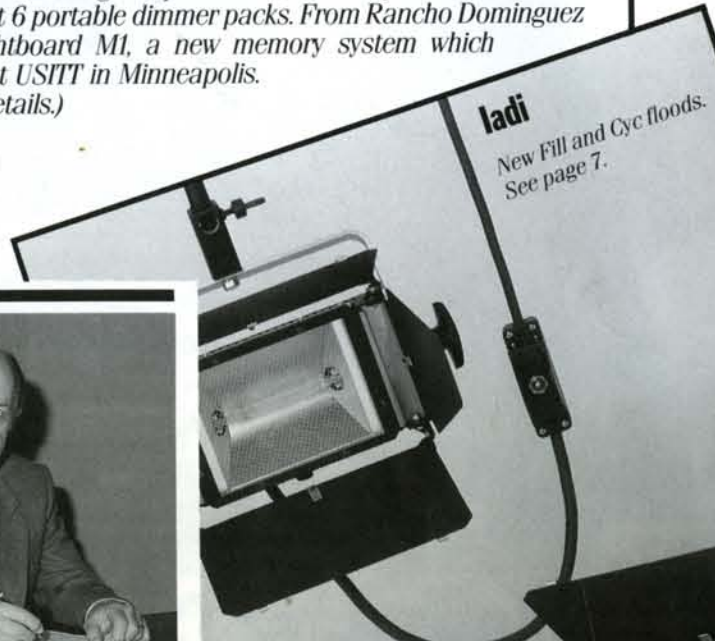 t 6 portable dimmer packs. From Rancho Dominguez
htboard M1, a new memory system which
t USITT in Minneapolis.
etails.)
ladi
New Fill and Cyc floods.
See page 7.